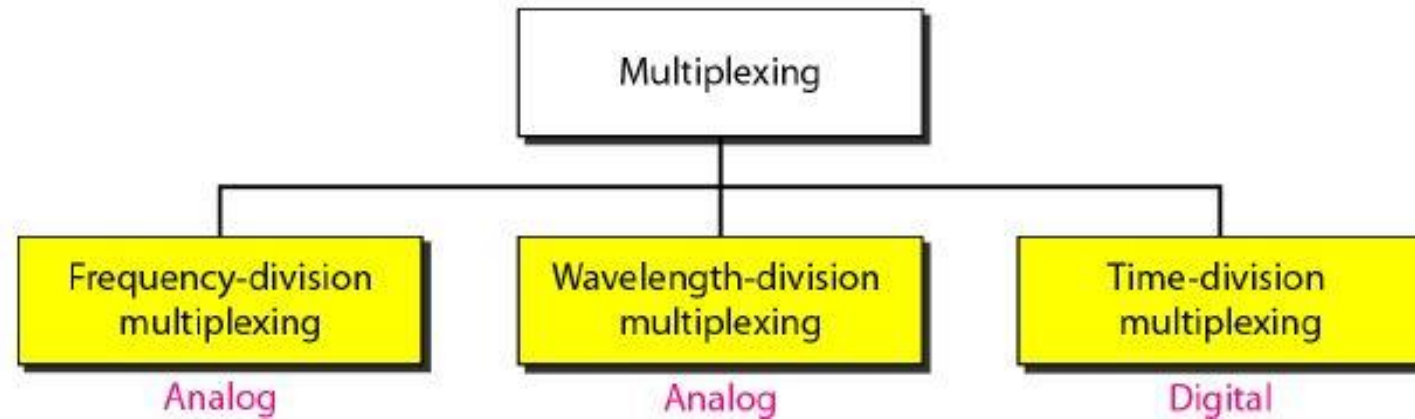 Multiplexing
Frequency-division
multiplexing
Wavelength-division
multiplexing
Time-division
multiplexing
Analog
Analog
Digital